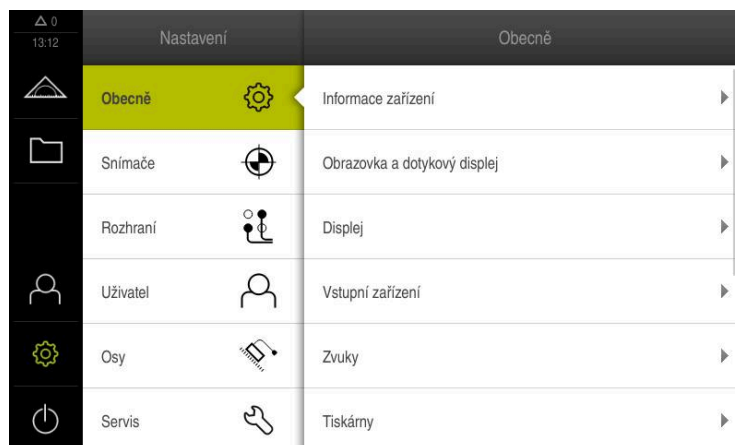 0
13:12
Nastavení
Obecně
Obecně
Snímače
Rozhraní
Uživatel
Osy
Servis
Informace zařízení
Obrazovka a dotykový displej
Displej
Vstupní zařízení
Zvuky
Tiskárny